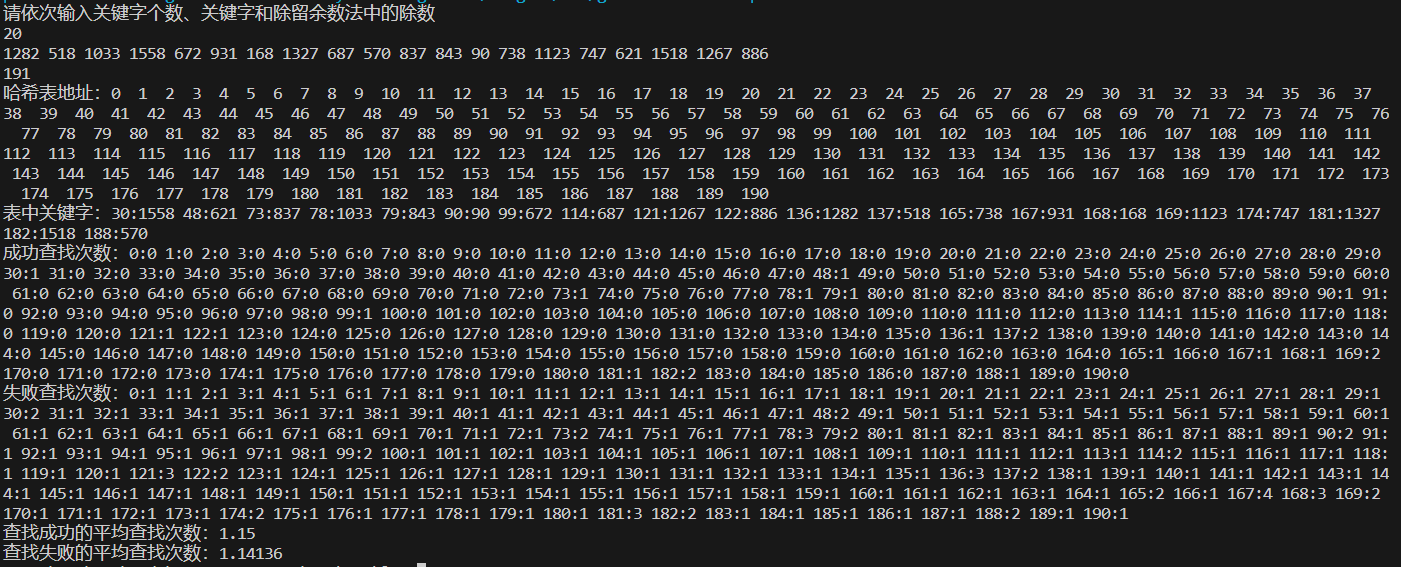 请依次输入关键字个数、关键字和除留余数法中的除数
20
1282 518 1033 1558 672 931 168 1327 687 570 837 843 90 738 1123 747 621 1518 1267 886
191
哈希表地址：0 1 2 3 4 5 6 7 8 9 10 11 12 13 14 15 16 17 18 19 20 21 22 23 24 25 26 27 28 29 30 31 32 33 34 35 36 37
38 39 40 41 42 43 44 45 46 47 48 49 50 51 52 53 54 55 56 57 58 59 60 61 62 63 64 65 66 67 68 69 70 71 72 73 74 75 76
77 78 79 80 81 82 83 84 85 86 87 88 89 90 91 92 93 94 95 96 97 98 99 100 101 102 103 104 105 106 107 108 109 110 111
112 113 114 115 116 117 118 119 120 121 122 123 124 125 126 127 128 129 130 131 132 133 134 135 136 137 138 139 140 141 142
143 144 145 146 147 148 149 150 151 152 153 154 155 156 157 158 159 160 161 162 163 164 165 166 167 168 169 170 171 172 173
174 175 176 177 178 179 180 181 182 183 184 185 186 187 188 189 190
表中关键字：30:1558 48:621 73:837 78:1033 79:843 90:90 99:672 114:687 121:1267 122:886 136:1282 137:518 165:738 167:931 168:168 169:1123 174:747 181:1327
182:1518 188:570
成功查找次数：0:0 1:0 2:0 3:0 4:0 5:0 6:0 7:0 8:0 9:0 10:0 11:0 12:0 13:0 14:0 15:0 16:0 17:0 18:0 19:0 20:0 21:0 22:0 23:0 24:0 25:0 26:0 27:0 28:0 29:0
30:1 31:0 32:0 33:0 34:0 35:0 36:0 37:0 38:0 39:0 40:0 41:0 42:0 43:0 44:0 45:0 46:0 47:0 48:1 49:0 50:0 51:0 52:0 53:0 54:0 55:0 56:0 57:0 58:0 59:0 60:0
61:0 62:0 63:0 64:0 65:0 66:0 67:0 68:0 69:0 70:0 71:0 72:0 73:1 74:0 75:0 76:0 77:0 78:1 79:1 80:0 81:0 82:0 83:0 84:0 85:0 86:0 87:0 88:0 89:0 90:1 91:
0 92:0 93:0 94:0 95:0 96:0 97:0 98:0 99:1 100:0 101:0 102:0 103:0 104:0 105:0 106:0 107:0 108:0 109:0 110:0 111:0 112:0 113:0 114:1 115:0 116:0 117:0 118:
0 119:0 120:0 121:1 122:1 123:0 124:0 125:0 126:0 127:0 128:0 129:0 130:0 131:0 132:0 133:0 134:0 135:0 136:1 137:2 138:0 139:0 140:0 141:0 142:0 143:0 14
4:0 145:0 146:0 147:0 148:0 149:0 150:0 151:0 152:0 153:0 154:0 155:0 156:0 157:0 158:0 159:0 160:0 161:0 162:0 163:0 164:0 165:1 166:0 167:1 168:1 169:2
170:0 171:0 172:0 173:0 174:1 175:0 176:0 177:0 178:0 179:0 180:0 181:1 182:2 183:0 184:0 185:0 186:0 187:0 188:1 189:0 190:0
失败查找次数：0:1 1:1 2:1 3:1 4:1 5:1 6:1 7:1 8:1 9:1 10:1 11:1 12:1 13:1 14:1 15:1 16:1 17:1 18:1 19:1 20:1 21:1 22:1 23:1 24:1 25:1 26:1 27:1 28:1 29:1
30:2 31:1 32:1 33:1 34:1 35:1 36:1 37:1 38:1 39:1 40:1 41:1 42:1 43:1 44:1 45:1 46:1 47:1 48:2 49:1 50:1 51:1 52:1 53:1 54:1 55:1 56:1 57:1 58:1 59:1 60:1
61:1 62:1 63:1 64:1 65:1 66:1 67:1 68:1 69:1 70:1 71:1 72:1 73:2 74:1 75:1 76:1 77:1 78:3 79:2 80:1 81:1 82:1 83:1 84:1 85:1 86:1 87:1 88:1 89:1 90:2 91:
1 92:1 93:1 94:1 95:1 96:1 97:1 98:1 99:2 100:1 101:1 102:1 103:1 104:1 105:1 106:1 107:1 108:1 109:1 110:1 111:1 112:1 113:1 114:2 115:1 116:1 117:1 118:
1 119:1 120:1 121:3 122:2 123:1 124:1 125:1 126:1 127:1 128:1 129:1 130:1 131:1 132:1 133:1 134:1 135:1 136:3 137:2 138:1 139:1 140:1 141:1 142:1 143:1 14
4:1 145:1 146:1 147:1 148:1 149:1 150:1 151:1 152:1 153:1 154:1 155:1 156:1 157:1 158:1 159:1 160:1 161:1 162:1 163:1 164:1 165:2 166:1 167:4 168:3 169:2
170:1 171:1 172:1 173:1 174:2 175:1 176:1 177:1 178:1 179:1 180:1 181:3 182:2 183:1 184:1 185:1 186:1 187:1 188:2 189:1 190:1
查找成功的平均查找次数：1.15
查找失败的平均查找次数：1.14136